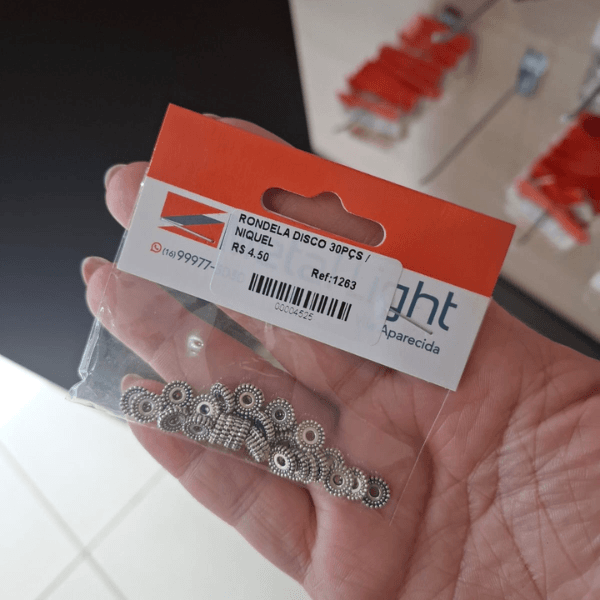 RONDELA DISCO 30PÇS /
NIQUEL
R$ 4.50
Ref:1263
00004525
(16) 99977-
ght
Aparecida